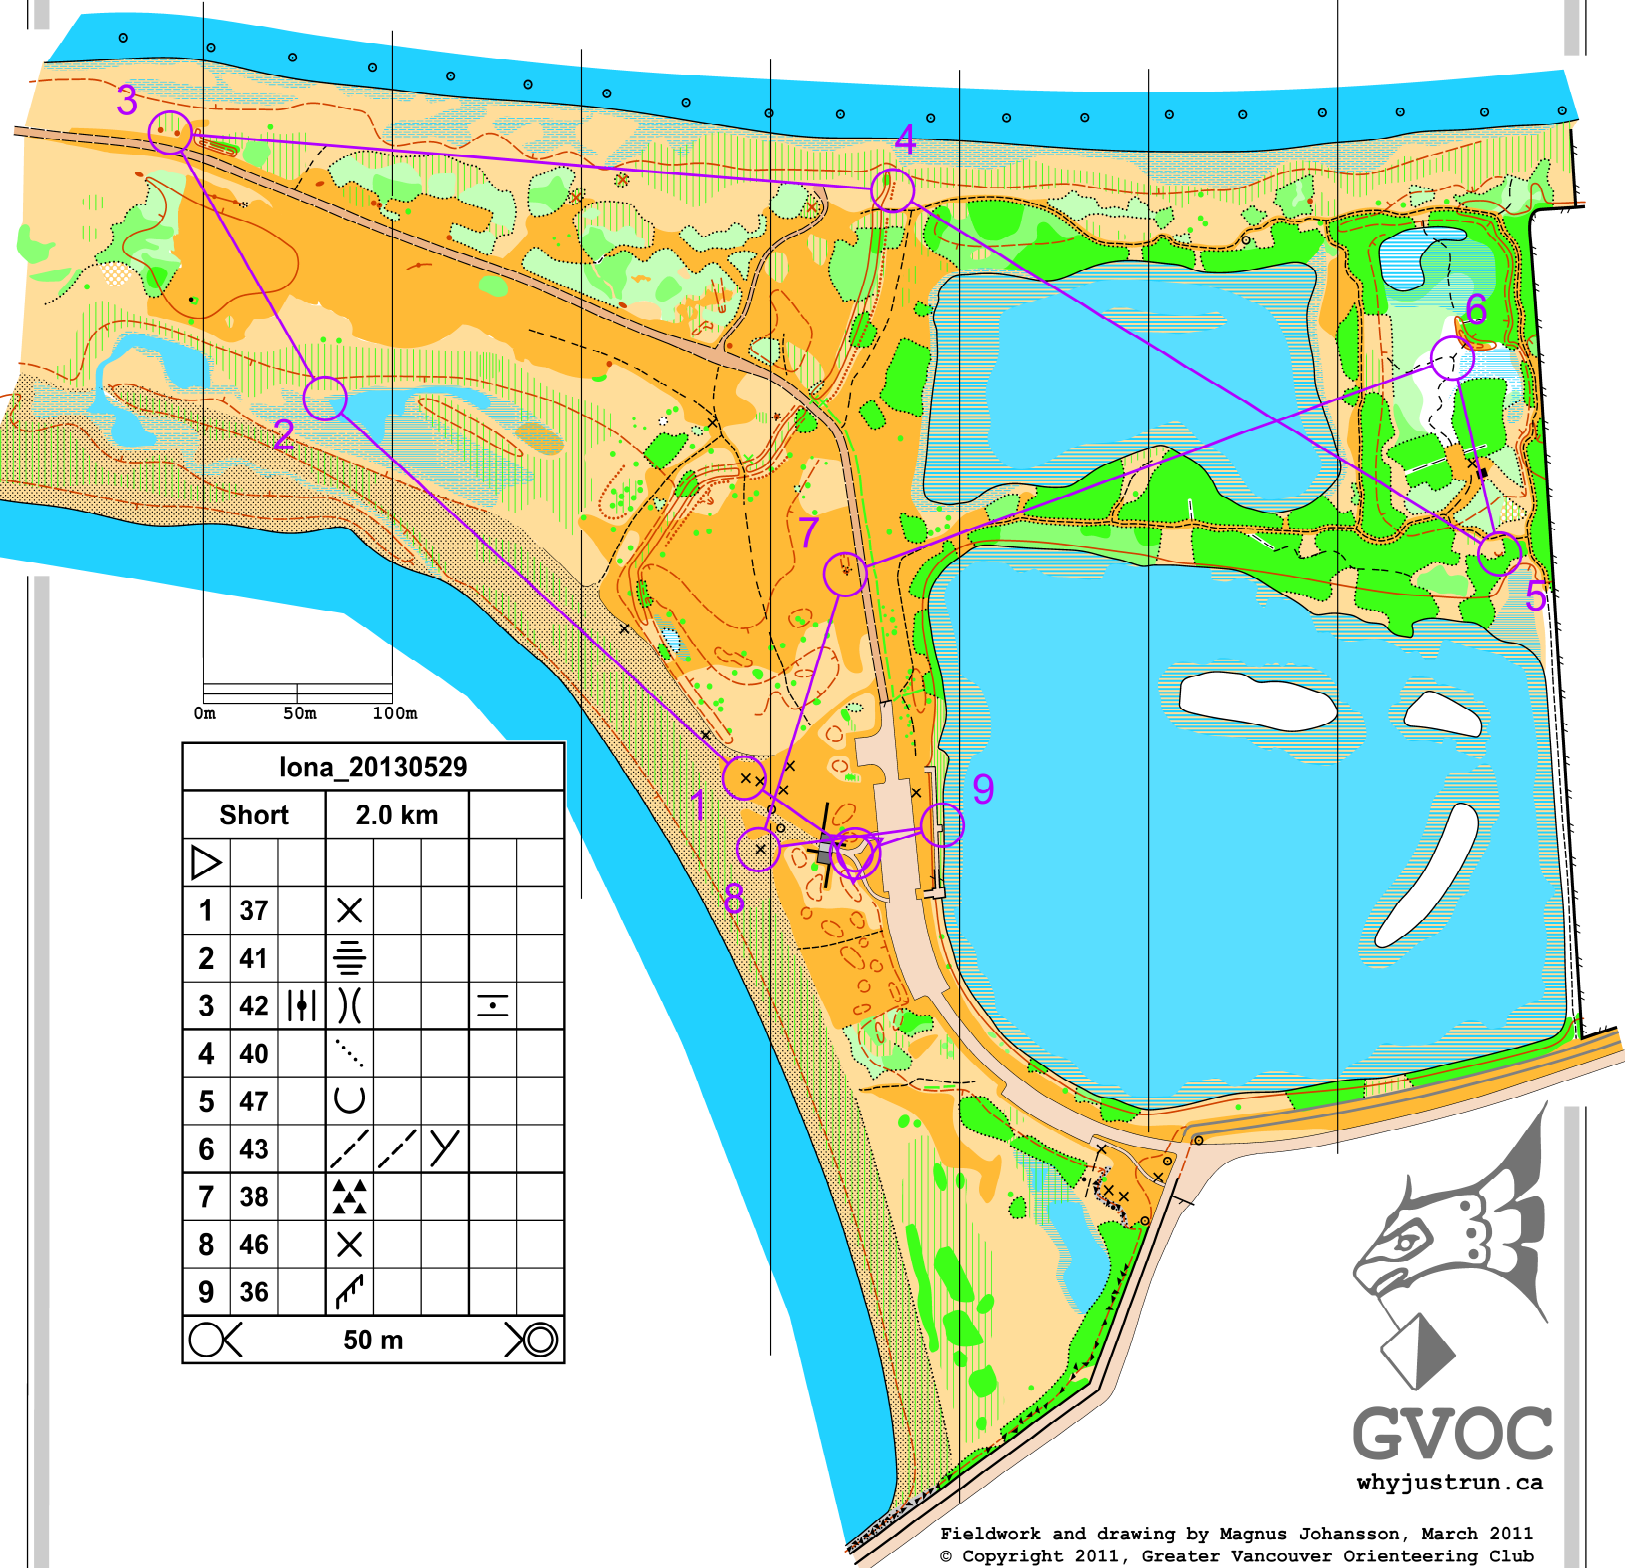 3
4
6
2
7
5
0m 50m 100m
1
9
8
Iona_20130529
Short 2.0 km
1 37
2 41
3 42
4 40
5 47
6 43
7 38
8 46
9 36
50 m
GVOC
whyjustrun.ca
Fieldwork and drawing by Magnus Johansson, March 2011
© Copyright 2011, Greater Vancouver Orienteering Club